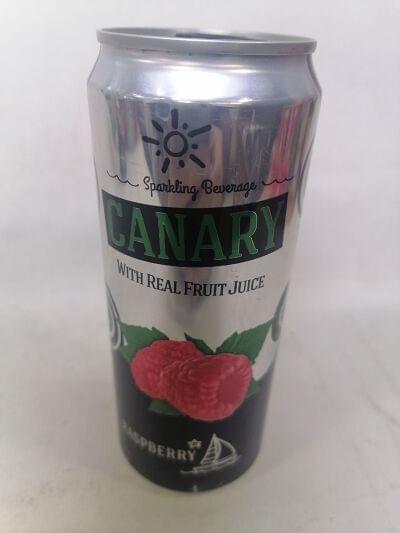 Sparkling Beverage
CANARY
WITH REAL FRUIT JUICE
RASPBERRY